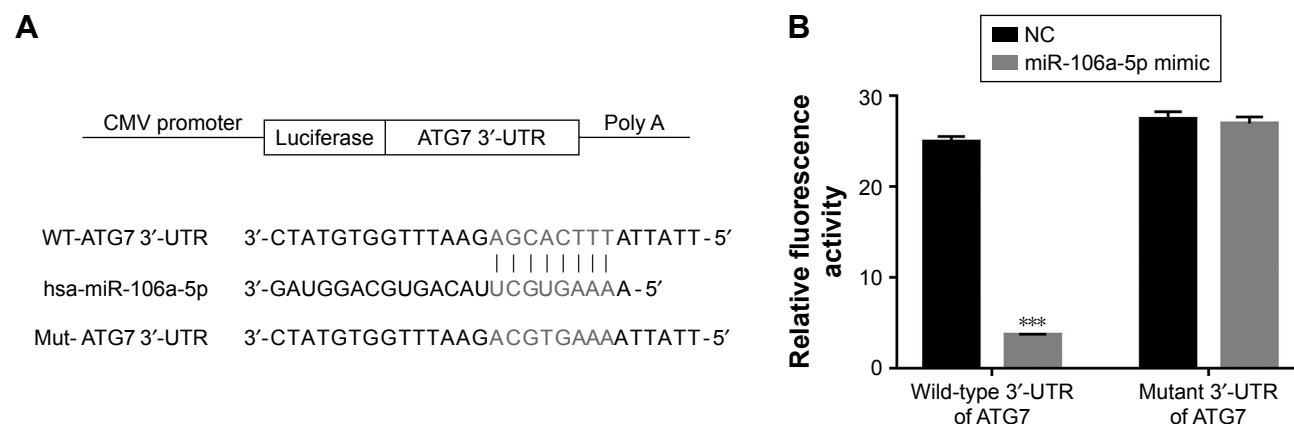 A
CMV promoter
Luciferase
ATG7 3′-UTR
Poly A
WT-ATG7 3′-UTR 3′-CTATGTGGTTTAAGAGCACTTTATTATT-5′
hsa-miR-106a-5p 3′-GAUGGACGUGACAUUCGUGAAAA-5′
Mut- ATG7 3′-UTR 3′-CTATGTGGTTTAAGACGTGAAAATTATT-5′
B
NC
miR-106a-5p mimic
Relative fluorescence
activity
30
20
10
0
***
Wild-type 3′-UTR
of ATG7
Mutant 3′-UTR
of ATG7